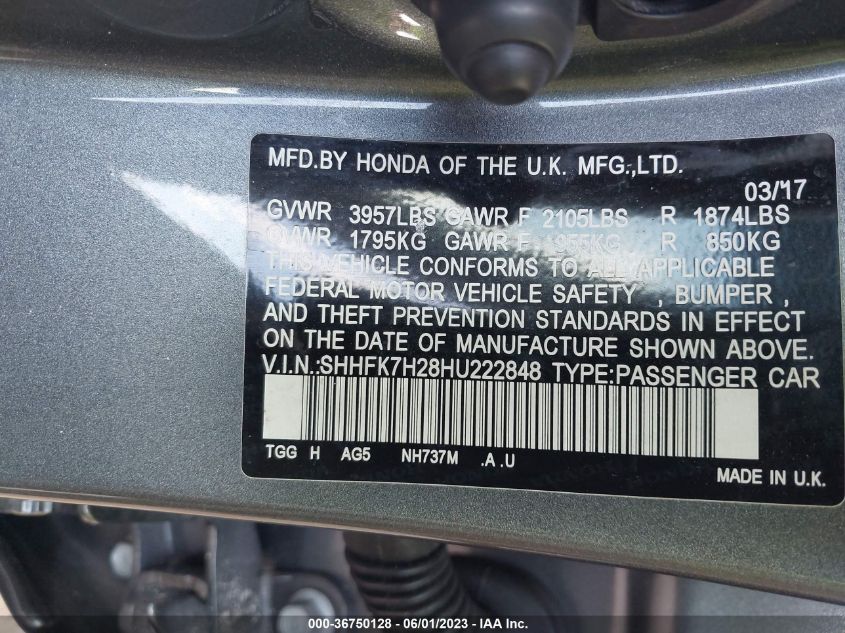 MFD.BY HONDA OF THE U.K. MFG.,LTD.
03/17
GVWR 3957LBS GAWR F 2105LBS R 1874LBS
GVWR 1795KG GAWR F 955KG R 850KG
THIS VEHICLE CONFORMS TO ALL APPLICABLE
FEDERAL MOTOR VEHICLE SAFETY , BUMPER ,
AND THEFT PREVENTION STANDARDS IN EFFECT
ON THE DATE OF MANUFACTURE SHOWN ABOVE.
V.I.N.:SHHFK7H28HU222848 TYPE:PASSENGER CAR
TGG H AG5 NH737M .A .U
MADE IN U.K.
000-36750128 - 06/01/2023 - IAA Inc.